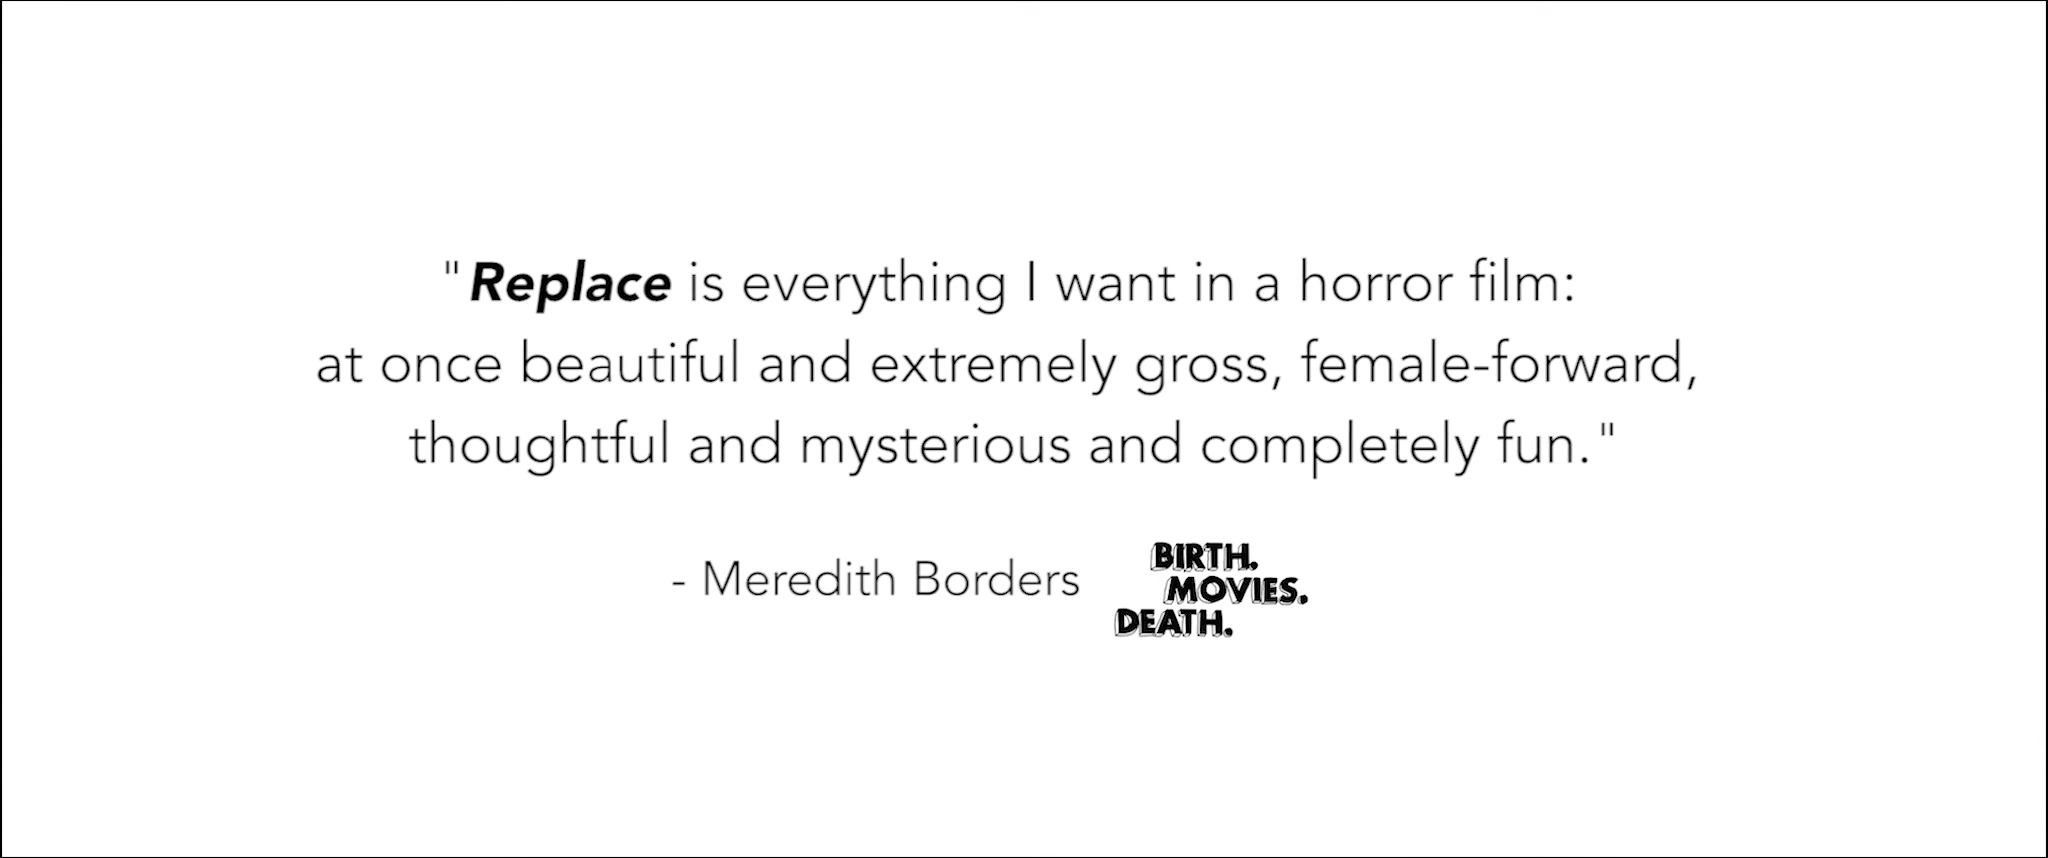 "Replace is everything I want in a horror film:
at once beautiful and extremely gross, female-forward,
thoughtful and mysterious and completely fun."
- Meredith Borders
BIRTH.
MOVIES.
DEATH.